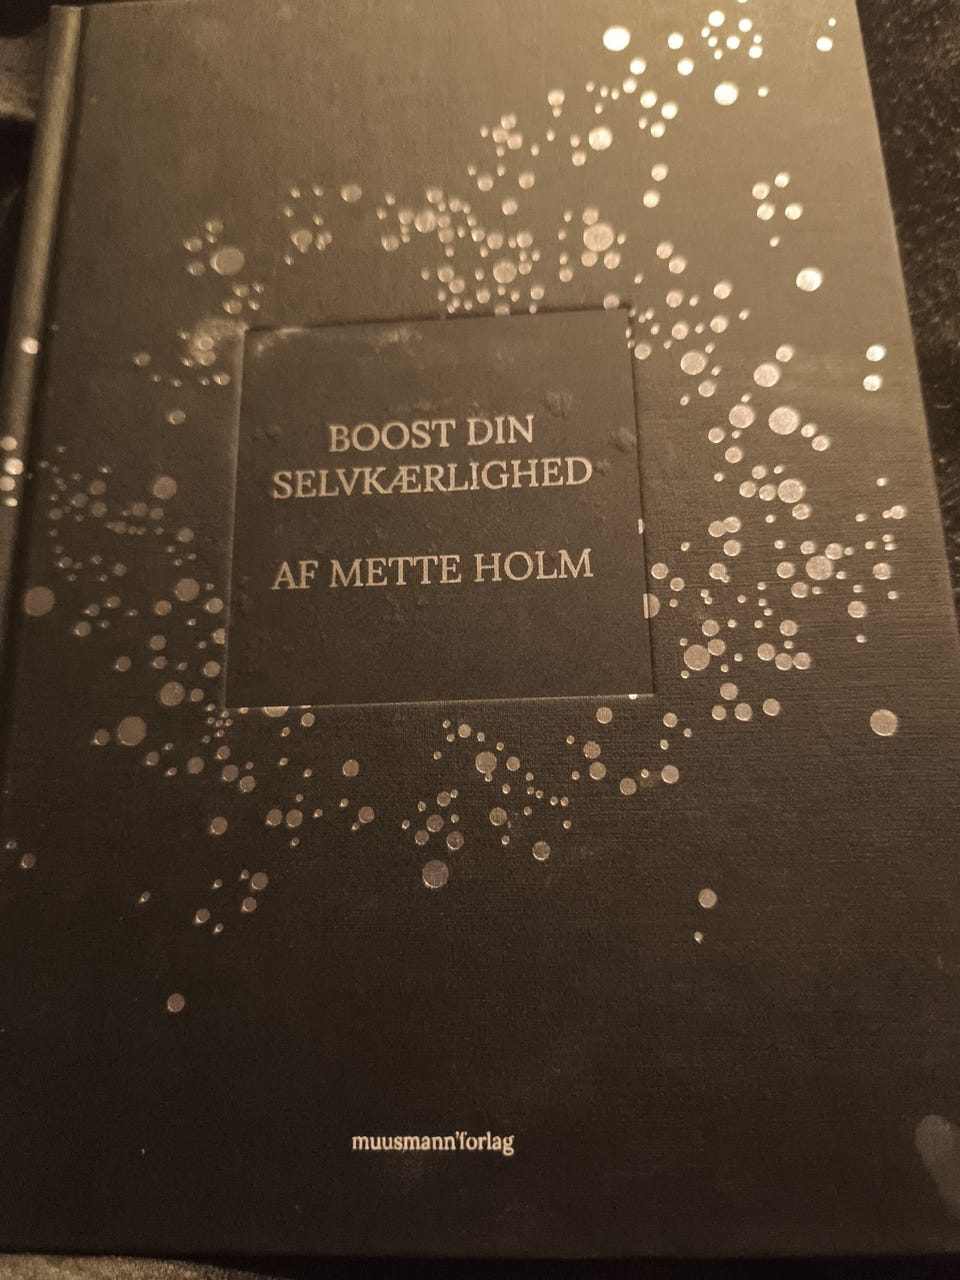 BOOST DIN
SELVKÆRLIGHED
AF METTE HOLM
muusmann'forlag